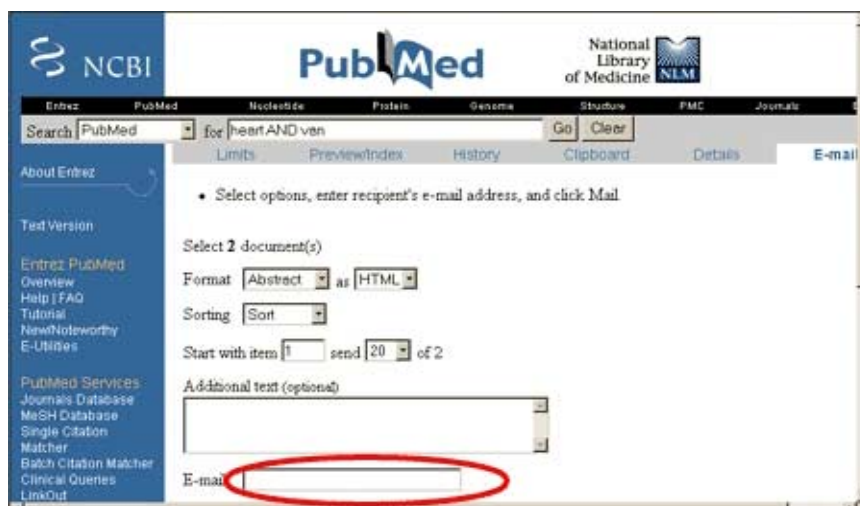 NCBI
PubMed
National
Library
of Medicine NLM
Entrez PubMed Nucleotide Protein Genome Structure PMC Journals
Search PubMed for heart AND van Go Clear
Limits Preview/Index History Clipboard Details E-mail
About Entrez
• Select options, enter recipient's e-mail address, and click Mail
Text Version
Select 2 document(s)
Entrez PubMed
Overview
Help | FAQ
Tutorial
New/Noteworthy
E-Utilities
Format Abstract as HTML
Sorting Sort
Start with item 1 send 20 of 2
PubMed Services
Journals Database
MeSH Database
Single Citation
Matcher
Batch Citation Matcher
Clinical Queries
LinkOut
Additional text (optional)
E-mail